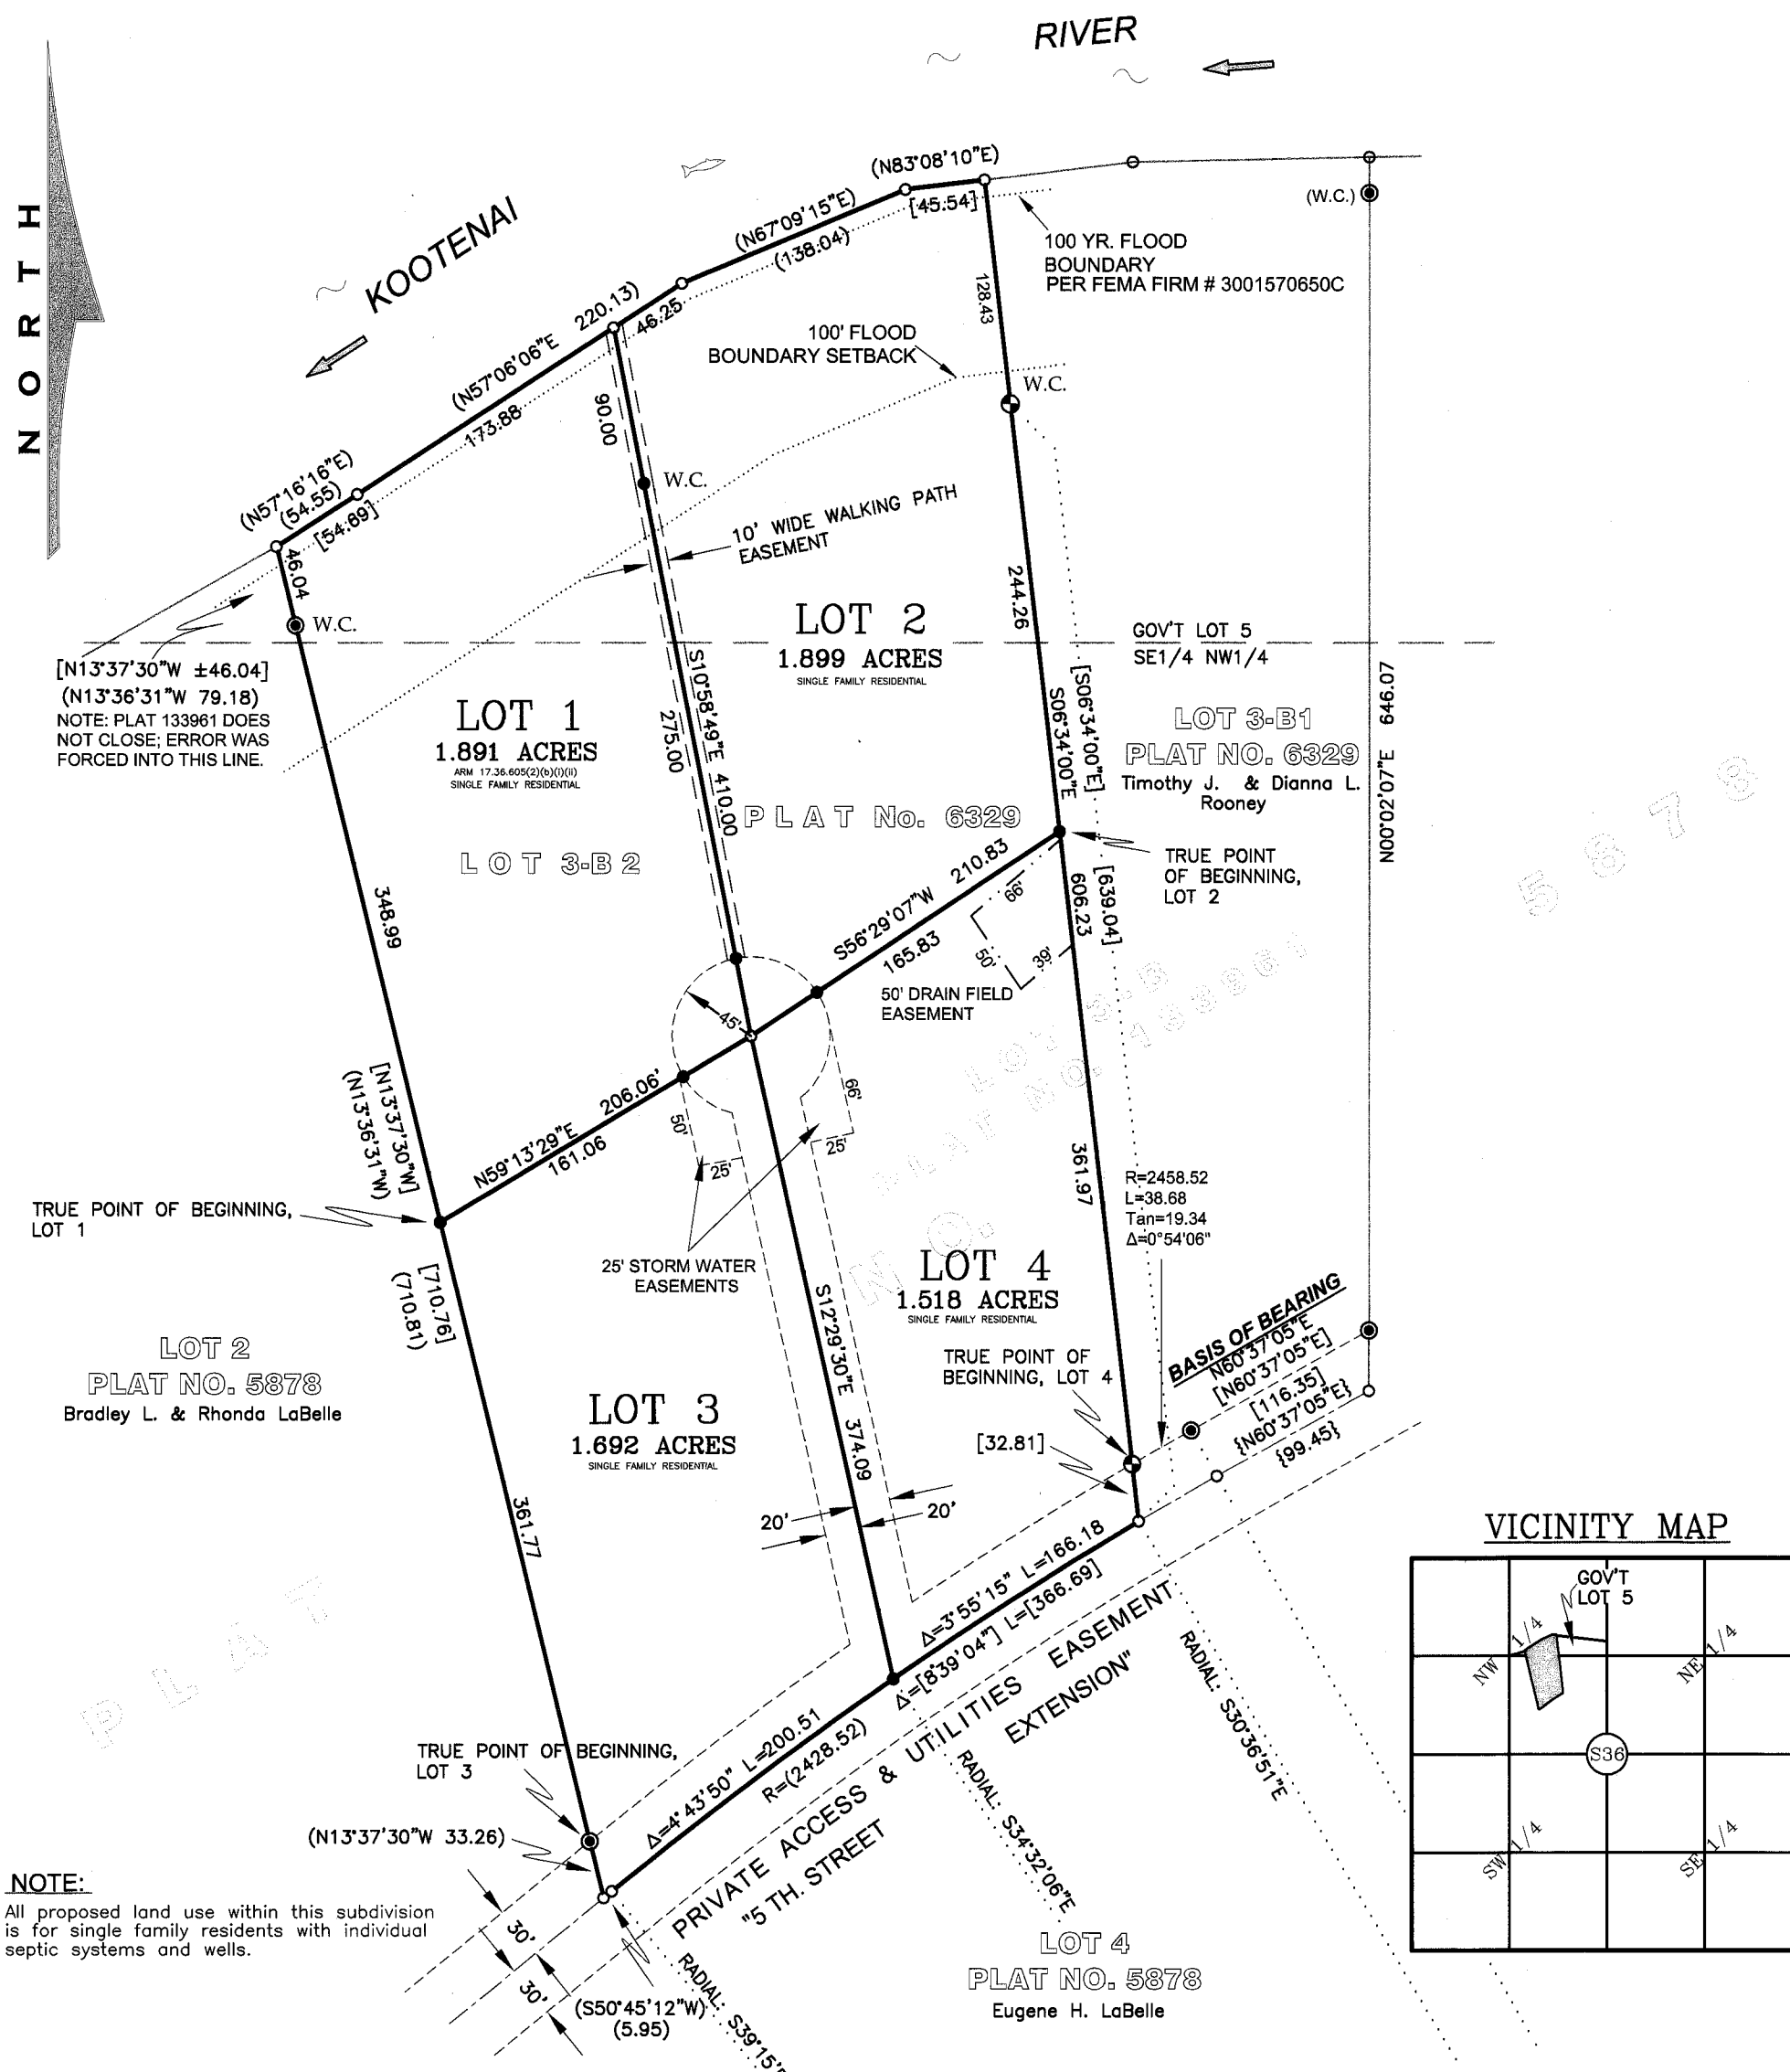 RIVER
KOOTENAI
NORTH
(N83°08'10"E)
[45.54]
(N67°09'15"E)
(138.04)
(W.C.)
100 YR. FLOOD
BOUNDARY
PER FEMA FIRM # 3001570650C
128.43
220.13)
46.25
(N57°06'06"E
173.88
100' FLOOD
BOUNDARY SETBACK
W.C.
90.00
W.C.
(N57°16'16"E)
(54.55)
[54.69]
46.04
W.C.
10' WIDE WALKING PATH
EASEMENT
244.26
LOT 2
1.899 ACRES
SINGLE FAMILY RESIDENTIAL
GOV'T LOT 5
SE1/4 NW1/4
[N13°37'30"W ±46.04]
(N13°36'31"W 79.18)
NOTE: PLAT 133961 DOES
NOT CLOSE; ERROR WAS
FORCED INTO THIS LINE.
LOT 1
1.891 ACRES
ARM 17.36.605(2)(b)(i)(ii)
SINGLE FAMILY RESIDENTIAL
S10°58'49"E 410.00
275.00
S06°34'00"E
[S06°34'00"E]
LOT 3-B1
PLAT NO. 6329
Timothy J. & Dianna L.
Rooney
N00°02'07"E 646.07
5878
PLAT No. 6329
LOT 3-B2
348.99
TRUE POINT
OF BEGINNING,
LOT 2
S56°29'07"W 210.83
165.83
66'
50'
39'
606.23
[639.04]
50' DRAIN FIELD
EASEMENT
LOT 3-B
PLAT NO. 133961
45'
[N13°37'30"W]
(N13°36'31"W)
N59°13'29"E 206.06'
161.06
50'
25'
66'
25'
361.97
R=2458.52
L=38.68
Tan=19.34
Δ=0°54'06"
TRUE POINT OF BEGINNING,
LOT 1
NO.
25' STORM WATER
EASEMENTS
LOT 4
1.518 ACRES
SINGLE FAMILY RESIDENTIAL
[710.76]
(710.81)
S12°29'30"E 374.09
BASIS OF BEARING
N60°37'05"E
[N60°37'05"E]
[116.35]
{N60°37'05"E}
{99.45}
LOT 2
PLAT NO. 5878
Bradley L. & Rhonda LaBelle
TRUE POINT OF
BEGINNING, LOT 4
LOT 3
1.692 ACRES
SINGLE FAMILY RESIDENTIAL
[32.81]
361.77
20'
20'
Δ=3°55'15" L=166.18
Δ=[8°39'04"] L=[366.69]
VICINITY MAP
GOV'T
LOT 5
NW 1/4
NE 1/4
S36
SW 1/4
SE 1/4
PLAT
TRUE POINT OF BEGINNING,
LOT 3
Δ=4°43'50" L=200.51
R=(2428.52)
PRIVATE ACCESS & UTILITIES EASEMENT
"5 TH. STREET EXTENSION"
RADIAL: S30°36'51"E
RADIAL: S34°32'06"E
(N13°37'30"W 33.26)
NOTE:
All proposed land use within this subdivision
is for single family residents with individual
septic systems and wells.
30'
30'
(S50°45'12"W)
(5.95)
RADIAL: S39°15'
LOT 4
PLAT NO. 5878
Eugene H. LaBelle